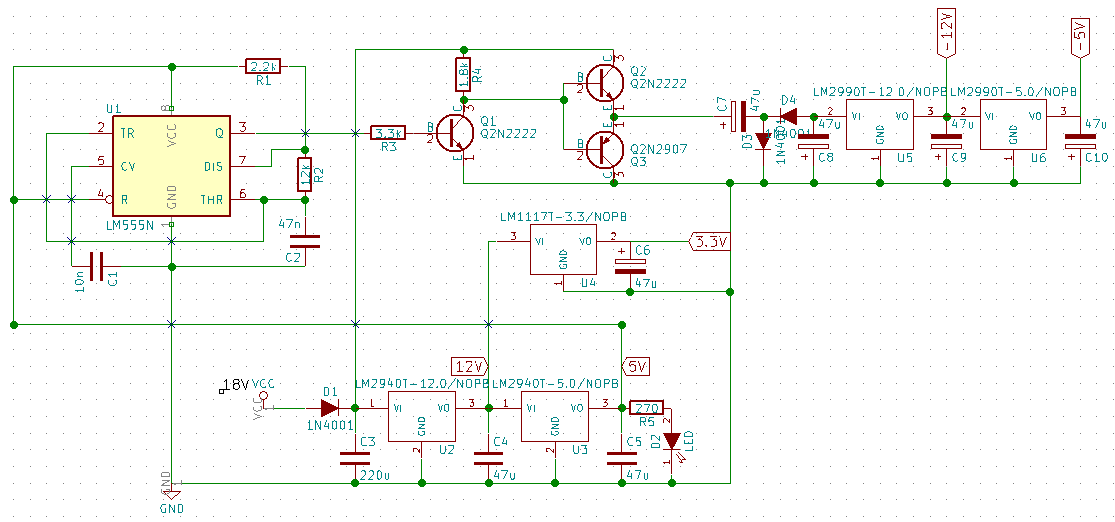 -12V
-5V
2.2k
R1
1.8k
R4
C
3
Q2
Q2N2222
B
2
E
1
U1
8
VCC
2
TR
Q
3
5
CV
DIS
7
4
R
THR
6
GND
1
LM555N
12k
R2
47n
C2
10n
C1
3.3k
R3
B
2
C
3
Q1
Q2N2222
E
1
E
1
B
2
Q2N2907
Q3
C
3
C7
47u
+
D4
1N4001
D3
LM2990T-12.0/NOPB
2
VI
VO
3
GND
1
U5
47u
C8
+
LM2990T-5.0/NOPB
2
VI
VO
3
GND
1
U6
47u
C9
+
47u
C10
+
LM1117T-3.3/NOPB
3
VI
VO
2
GND
1
U4
+
C6
47u
3.3V
12V
5V
18V
VCC
VCC
1
D1
1N4001
LM2940T-12.0/NOPB
1
VI
VO
3
GND
2
U2
LM2940T-5.0/NOPB
1
VI
VO
3
GND
2
U3
270
R5
2
D2
LED
1
C3
220u
C4
47u
C5
47u
GND
1
GND